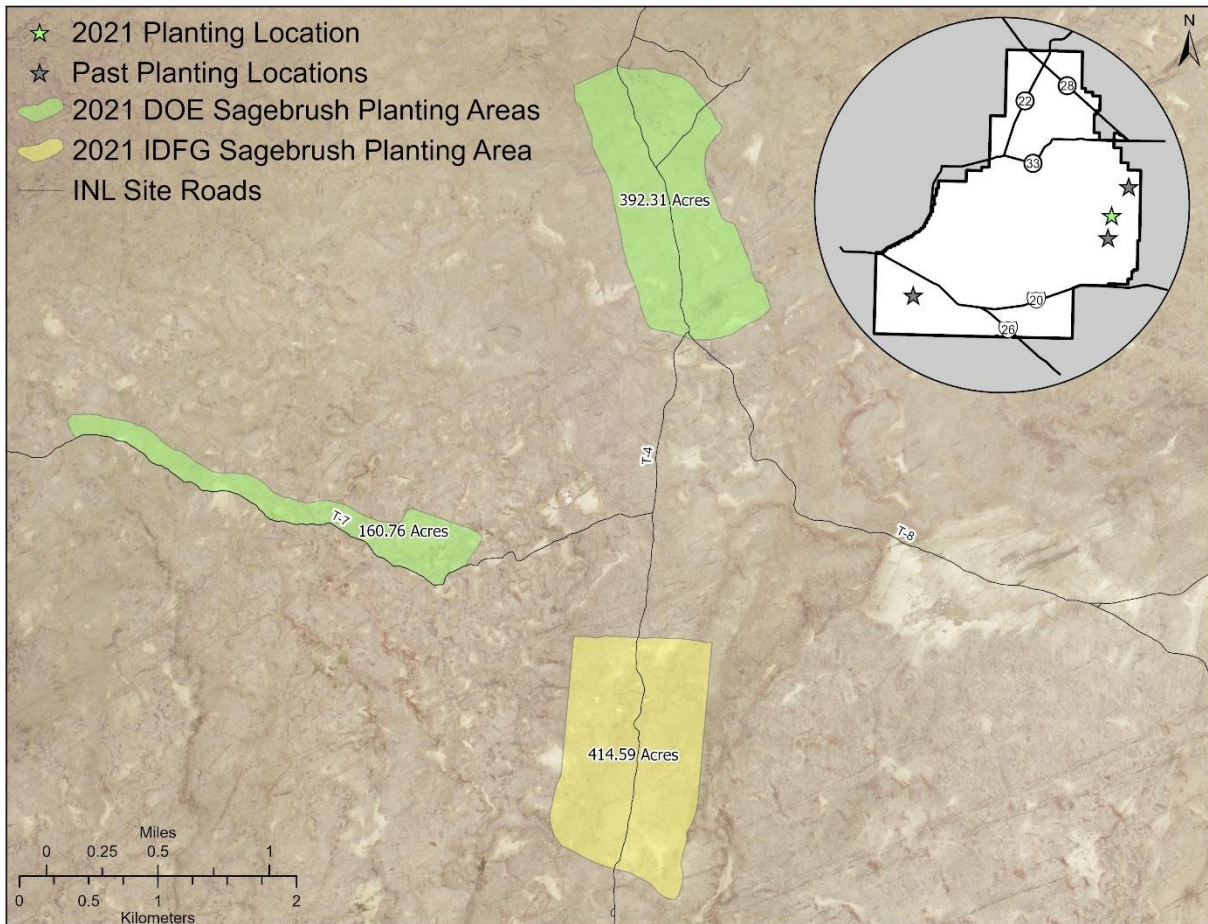 2021 Planting Location
Past Planting Locations
2021 DOE Sagebrush Planting Areas
2021 IDFG Sagebrush Planting Area
INL Site Roads
N
22
28
33
20
26
392.31 Acres
T-4
T-7
160.76 Acres
T-8
414.59 Acres
Miles
0 0.25 0.5 1
0 0.5 1 2
Kilometers